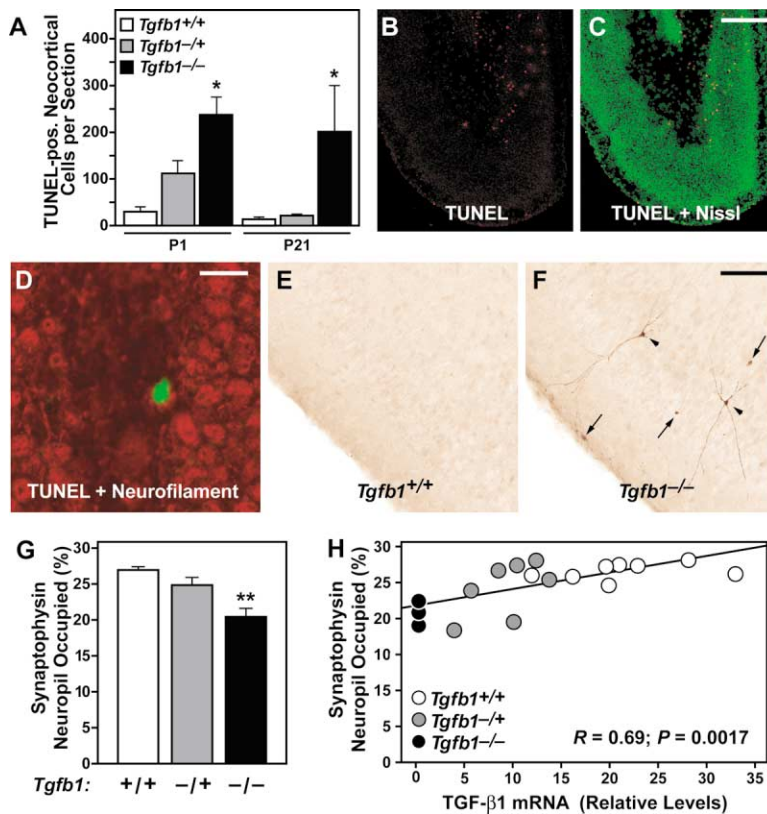 A
Tgfb1+/+
Tgfb1–/+
Tgfb1–/–
TUNEL-pos. Neocortical
Cells per Section
400
300
200
100
0
*
*
P1
P21
B
TUNEL
C
TUNEL + Nissl
D
TUNEL + Neurofilament
E
Tgfb1+/+
F
Tgfb1–/–
G
Synaptophysin
Neuropil Occupied (%)
30
25
20
15
10
5
0
**
Tgfb1: +/+ –/+ –/–
H
Synaptophysin
Neuropil Occupied (%)
30
25
20
10
25
0
Tgfb1+/+
Tgfb1–/+
Tgfb1–/–
R = 0.69; P = 0.0017
0 5 10 15 20 25 30 35
TGF-β1 mRNA (Relative Levels)